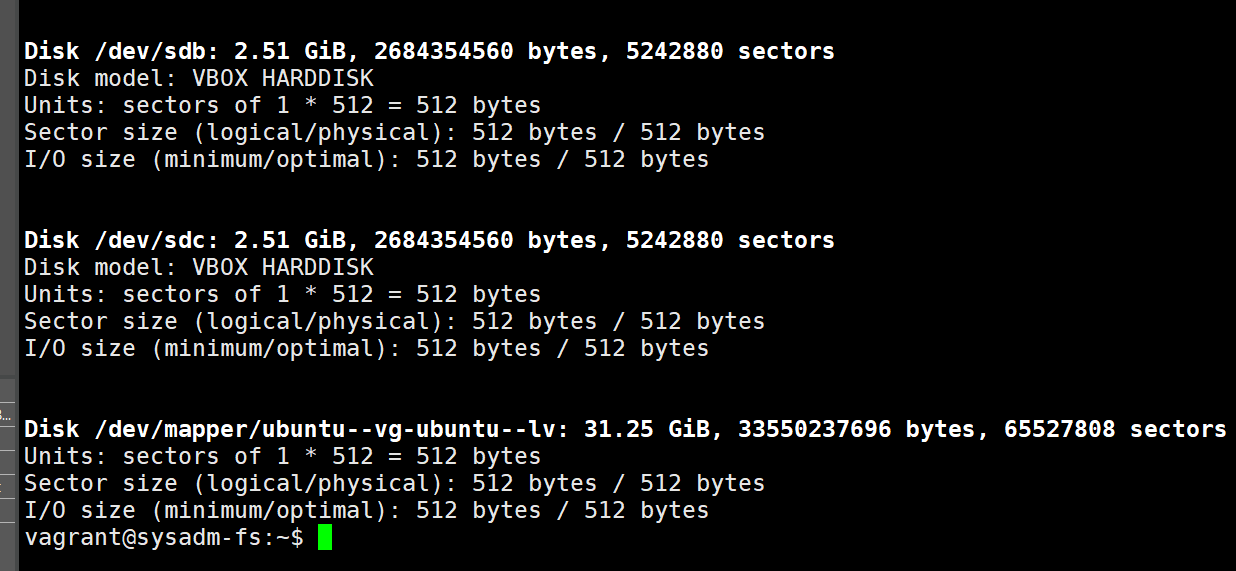 Disk /dev/sdb: 2.51 GiB, 2684354560 bytes, 5242880 sectors
Disk model: VBOX HARDDISK
Units: sectors of 1 * 512 = 512 bytes
Sector size (logical/physical): 512 bytes / 512 bytes
I/O size (minimum/optimal): 512 bytes / 512 bytes
Disk /dev/sdc: 2.51 GiB, 2684354560 bytes, 5242880 sectors
Disk model: VBOX HARDDISK
Units: sectors of 1 * 512 = 512 bytes
Sector size (logical/physical): 512 bytes / 512 bytes
I/O size (minimum/optimal): 512 bytes / 512 bytes
Disk /dev/mapper/ubuntu--vg-ubuntu--lv: 31.25 GiB, 33550237696 bytes, 65527808 sectors
Units: sectors of 1 * 512 = 512 bytes
Sector size (logical/physical): 512 bytes / 512 bytes
I/O size (minimum/optimal): 512 bytes / 512 bytes
vagrant@sysadm-fs:~$